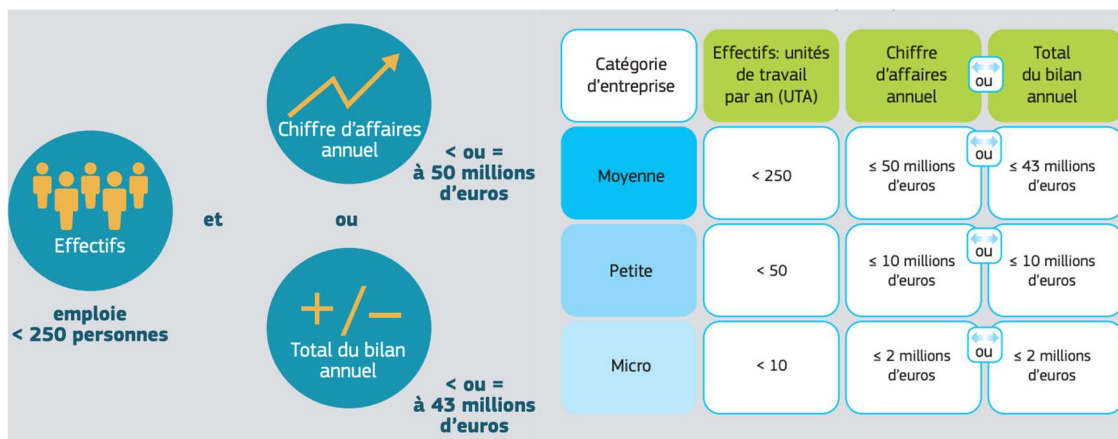 Effectifs
emploie
< 250 personnes
et
Chiffre d'affaires
annuel
< ou =
à 50 millions
d'euros
ou
+/−
Total du bilan
annuel
< ou =
à 43 millions
d'euros
Catégorie
d'entreprise
Effectifs: unités
de travail
par an (UTA)
Chiffre
d'affaires
annuel
ou
Total
du bilan
annuel
Moyenne
< 250
≤ 50 millions
d'euros
ou
≤ 43 millions
d'euros
Petite
< 50
≤ 10 millions
d'euros
ou
≤ 10 millions
d'euros
Micro
< 10
≤ 2 millions
d'euros
ou
≤ 2 millions
d'euros